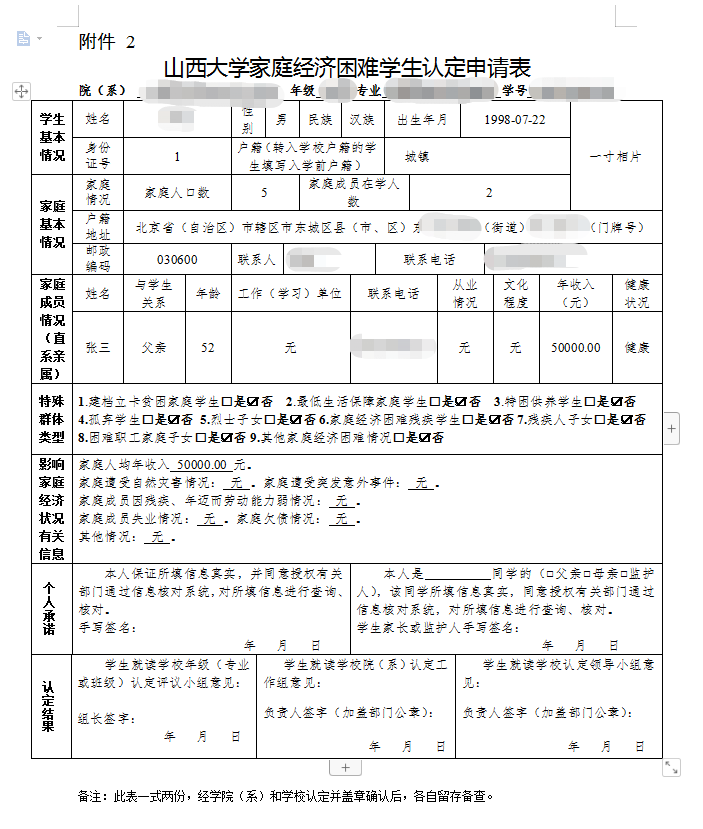 附件 2
山西大学家庭经济困难学生认定申请表
院（系） 年级 专业 学号
学生基本情况 姓名 性别 男 民族 汉族 出生年月 1998-07-22 一寸相片
身份证号 1 户籍（转入学校户籍的学生填写入学前户籍） 城镇
家庭基本情况 家庭情况 家庭人口数 5 家庭成员在学人数 2
户籍地址 北京省（自治区）市辖区市东城区县（市、区）东 （街道） （门牌号）
邮政编码 030600 联系人 联系电话
家庭成员情况（直系亲属） 姓名 与学生关系 年龄 工作（学习）单位 联系电话 从业情况 文化程度 年收入（元） 健康状况
张三 父亲 52 无 无 无 50000.00 健康
特殊群体类型 1.建档立卡贫困家庭学生□是☑否 2.最低生活保障家庭学生□是☑否 3.特困供养学生□是☑否
4.孤弃学生□是☑否 5.烈士子女□是☑否 6.家庭经济困难残疾学生□是☑否 7.残疾人子女□是☑否
8.困难职工家庭子女□是☑否 9.其他家庭经济困难情况□是☑否
影响家庭经济状况有关信息 家庭人均年收入 50000.00 元。
家庭遭受自然灾害情况： 无 。家庭遭受突发意外事件： 无 。
家庭成员因残疾、年迈而劳动能力弱情况： 无 。
家庭成员失业情况： 无 。家庭欠债情况： 无 。
其他情况： 无 。
个人承诺 本人保证所填信息真实，并同意授权有关部门通过信息核对系统，对所填信息进行查询、核对。
手写签名：
年 月 日
本人是__________同学的（□父亲□母亲□监护人），该同学所填信息真实，同意授权有关部门通过信息核对系统，对所填信息进行查询、核对。
学生家长或监护人手写签名：
年 月 日
认定结果 学生就读学校年级（专业或班级）认定评议小组意见：
组长签字：
年 月 日
学生就读学校院（系）认定工作组意见：
负责人签字（加盖部门公章）：
年 月 日
学生就读学校认定领导小组意见：
负责人签字（加盖部门公章）：
年 月 日
备注：此表一式两份，经学院（系）和学校认定并盖章确认后，各自留存备查。